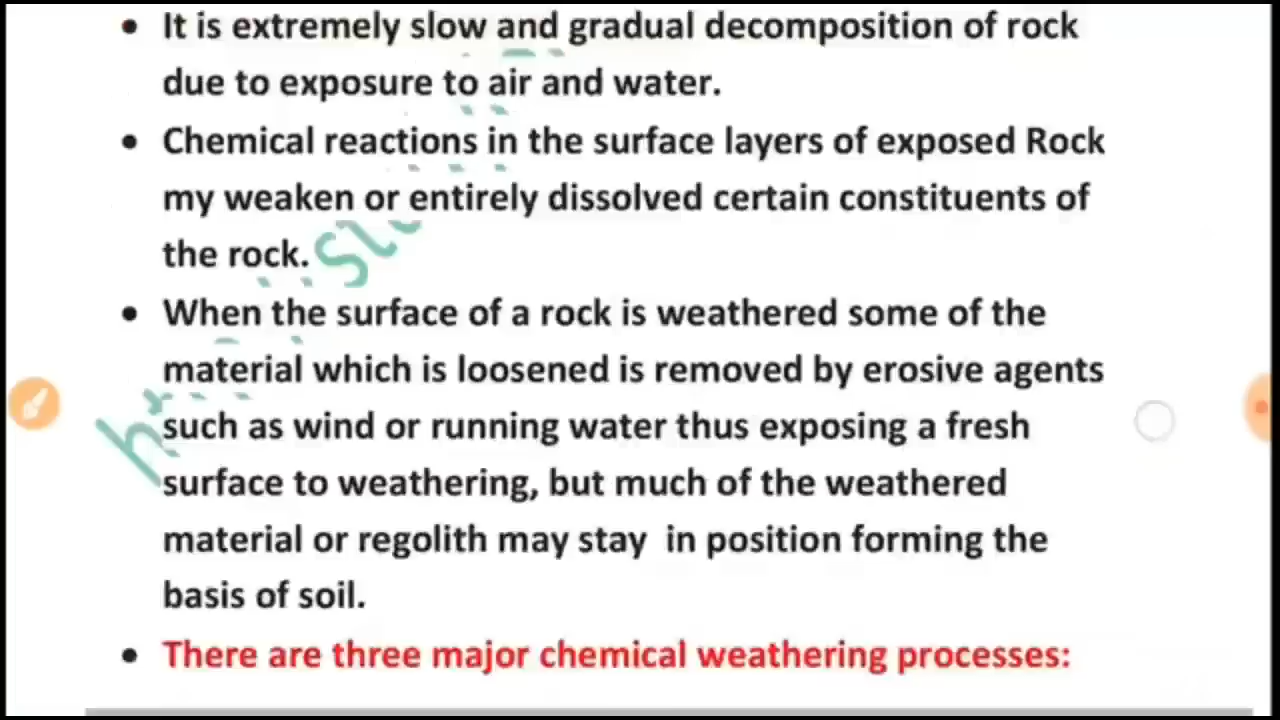 • It is extremely slow and gradual decomposition of rock
due to exposure to air and water.
• Chemical reactions in the surface layers of exposed Rock
my weaken or entirely dissolved certain constituents of
the rock.
• When the surface of a rock is weathered some of the
material which is loosened is removed by erosive agents
such as wind or running water thus exposing a fresh
surface to weathering, but much of the weathered
material or regolith may stay in position forming the
basis of soil.
• There are three major chemical weathering processes: